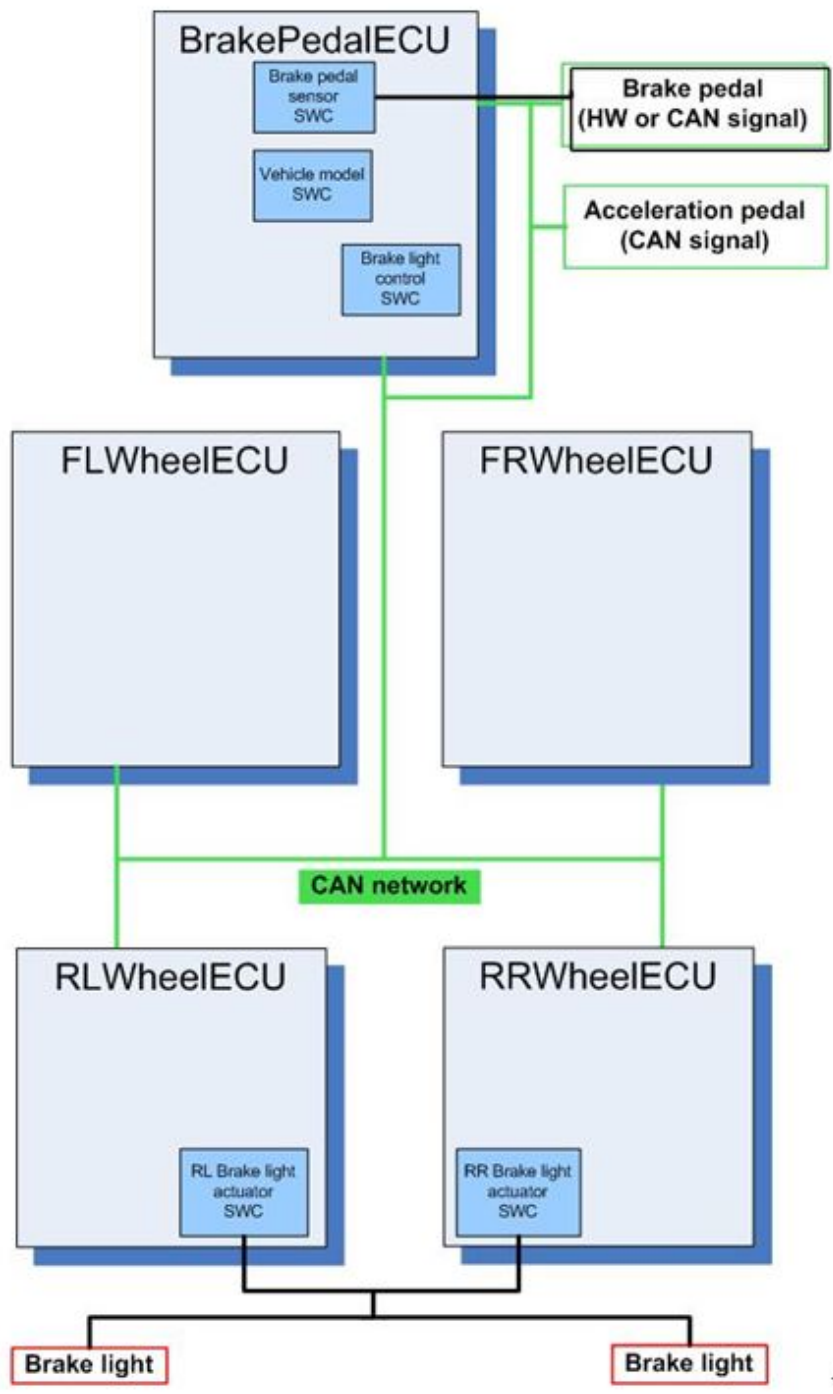 BrakePedalECU
Brake pedal
sensor
SWC
Brake pedal
(HW or CAN signal)
Vehicle model
SWC
Acceleration pedal
(CAN signal)
Brake light
control
SWC
FLWheelECU
FRWheelECU
CAN network
RLWheelECU
RRWheelECU
RL Brake light
actuator
SWC
RR Brake light
actuator
SWC
Brake light
Brake light